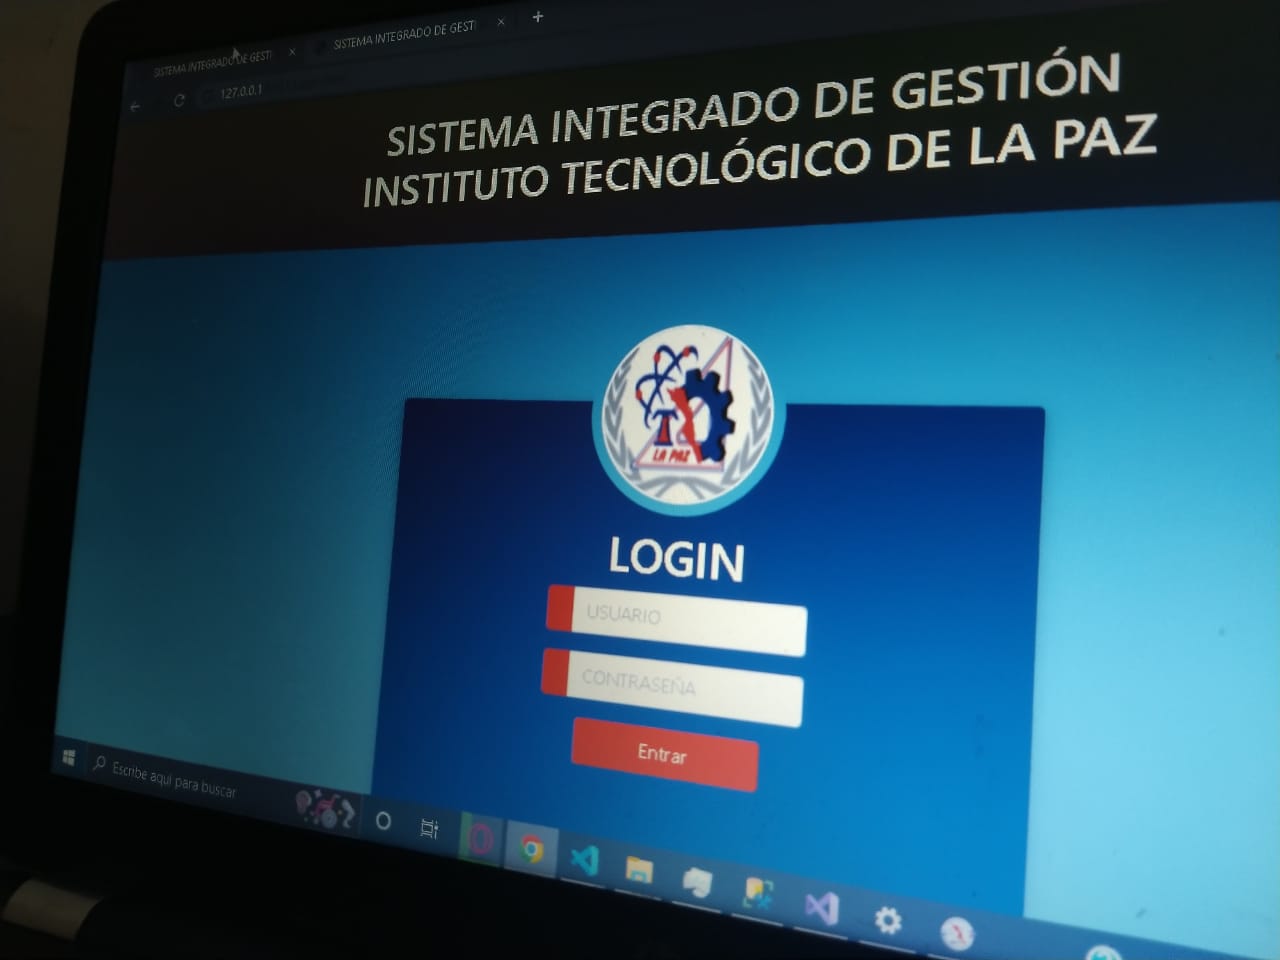 SISTEMA INTEGRADO DE GESTI
SISTEMA INTEGRADO DE GESTI
127.0.0.1
SISTEMA INTEGRADO DE GESTIÓN
INSTITUTO TECNOLÓGICO DE LA PAZ
LA PAZ
LOGIN
USUARIO
CONTRASEÑA
Entrar
Escribe aquí para buscar